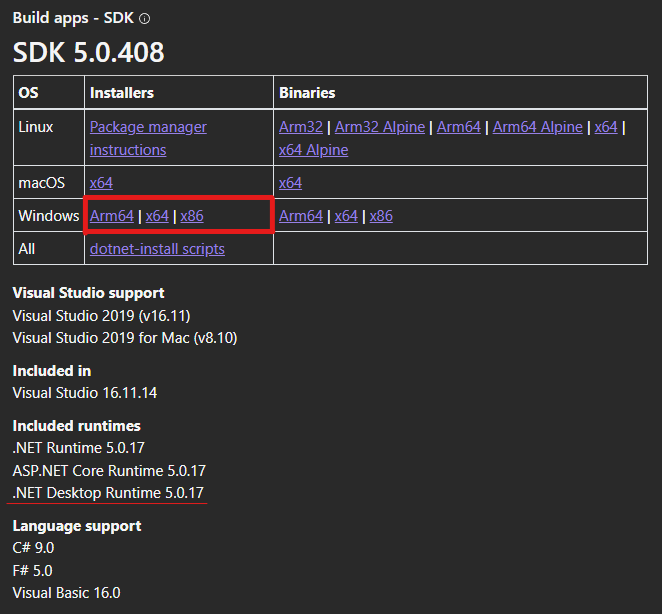 Build apps - SDK
SDK 5.0.408
OS Installers Binaries
Linux Package manager instructions Arm32 | Arm32 Alpine | Arm64 | Arm64 Alpine | x64 | x64 Alpine
macOS x64 x64
Windows Arm64 | x64 | x86 Arm64 | x64 | x86
All dotnet-install scripts
Visual Studio support
Visual Studio 2019 (v16.11)
Visual Studio 2019 for Mac (v8.10)
Included in
Visual Studio 16.11.14
Included runtimes
.NET Runtime 5.0.17
ASP.NET Core Runtime 5.0.17
.NET Desktop Runtime 5.0.17
Language support
C# 9.0
F# 5.0
Visual Basic 16.0